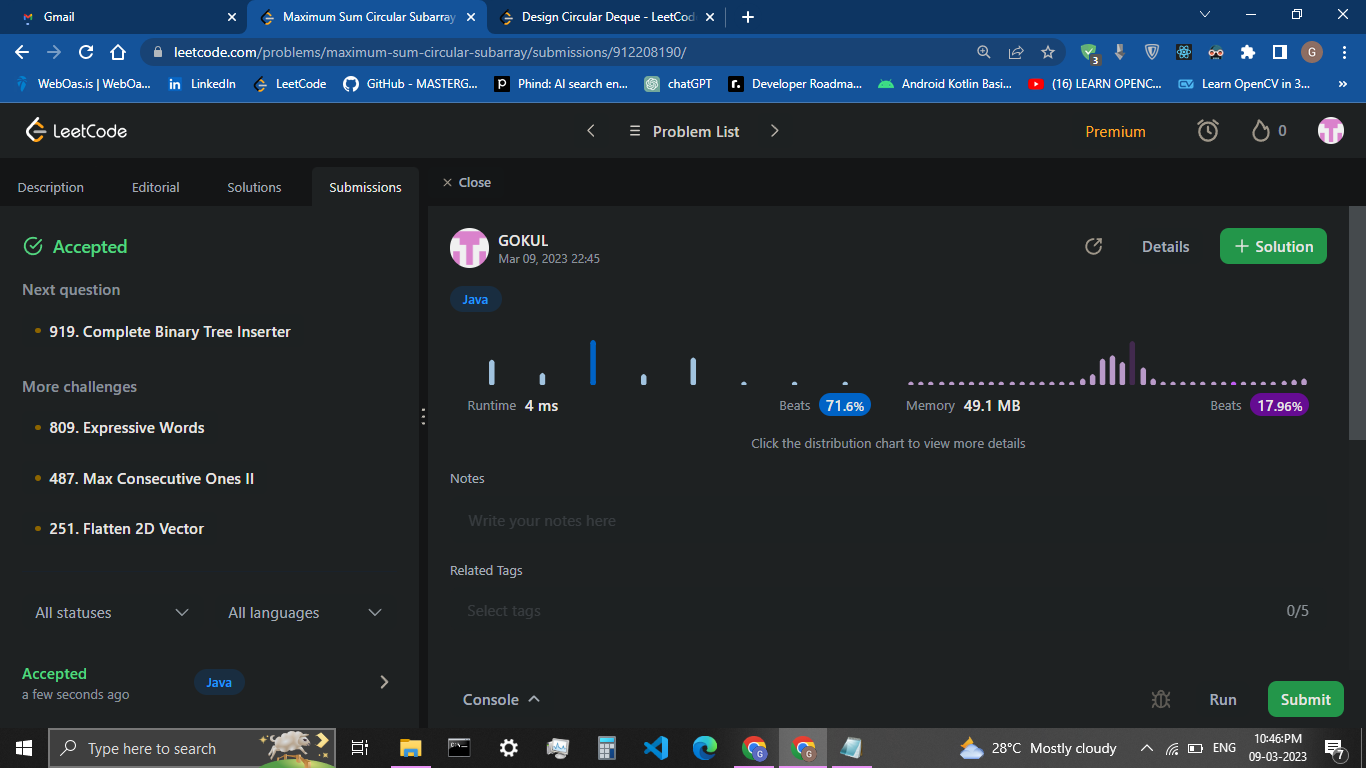 Gmail
Maximum Sum Circular Subarray
Design Circular Deque - LeetCod
leetcode.com/problems/maximum-sum-circular-subarray/submissions/912208190/
3
G
WebOas.is | WebOa...
LinkedIn
LeetCode
GitHub - MASTERG...
Phind: AI search en...
chatGPT
Developer Roadma...
Android Kotlin Basi...
(16) LEARN OPENC...
Learn OpenCV in 3...
»
LeetCode
Problem List
Premium
0
Description
Editorial
Solutions
Submissions
Close
Accepted
Next question
919. Complete Binary Tree Inserter
More challenges
809. Expressive Words
487. Max Consecutive Ones II
251. Flatten 2D Vector
All statuses
All languages
Accepted
a few seconds ago
Java
GOKUL
Mar 09, 2023 22:45
Details
+ Solution
Java
Runtime 4 ms
Beats 71.6%
Memory 49.1 MB
Beats 17.96%
Click the distribution chart to view more details
Notes
Write your notes here
Related Tags
Select tags
0/5
Console
Run
Submit
Type here to search
28°C Mostly cloudy
ENG
10:46:PM
09-03-2023
7